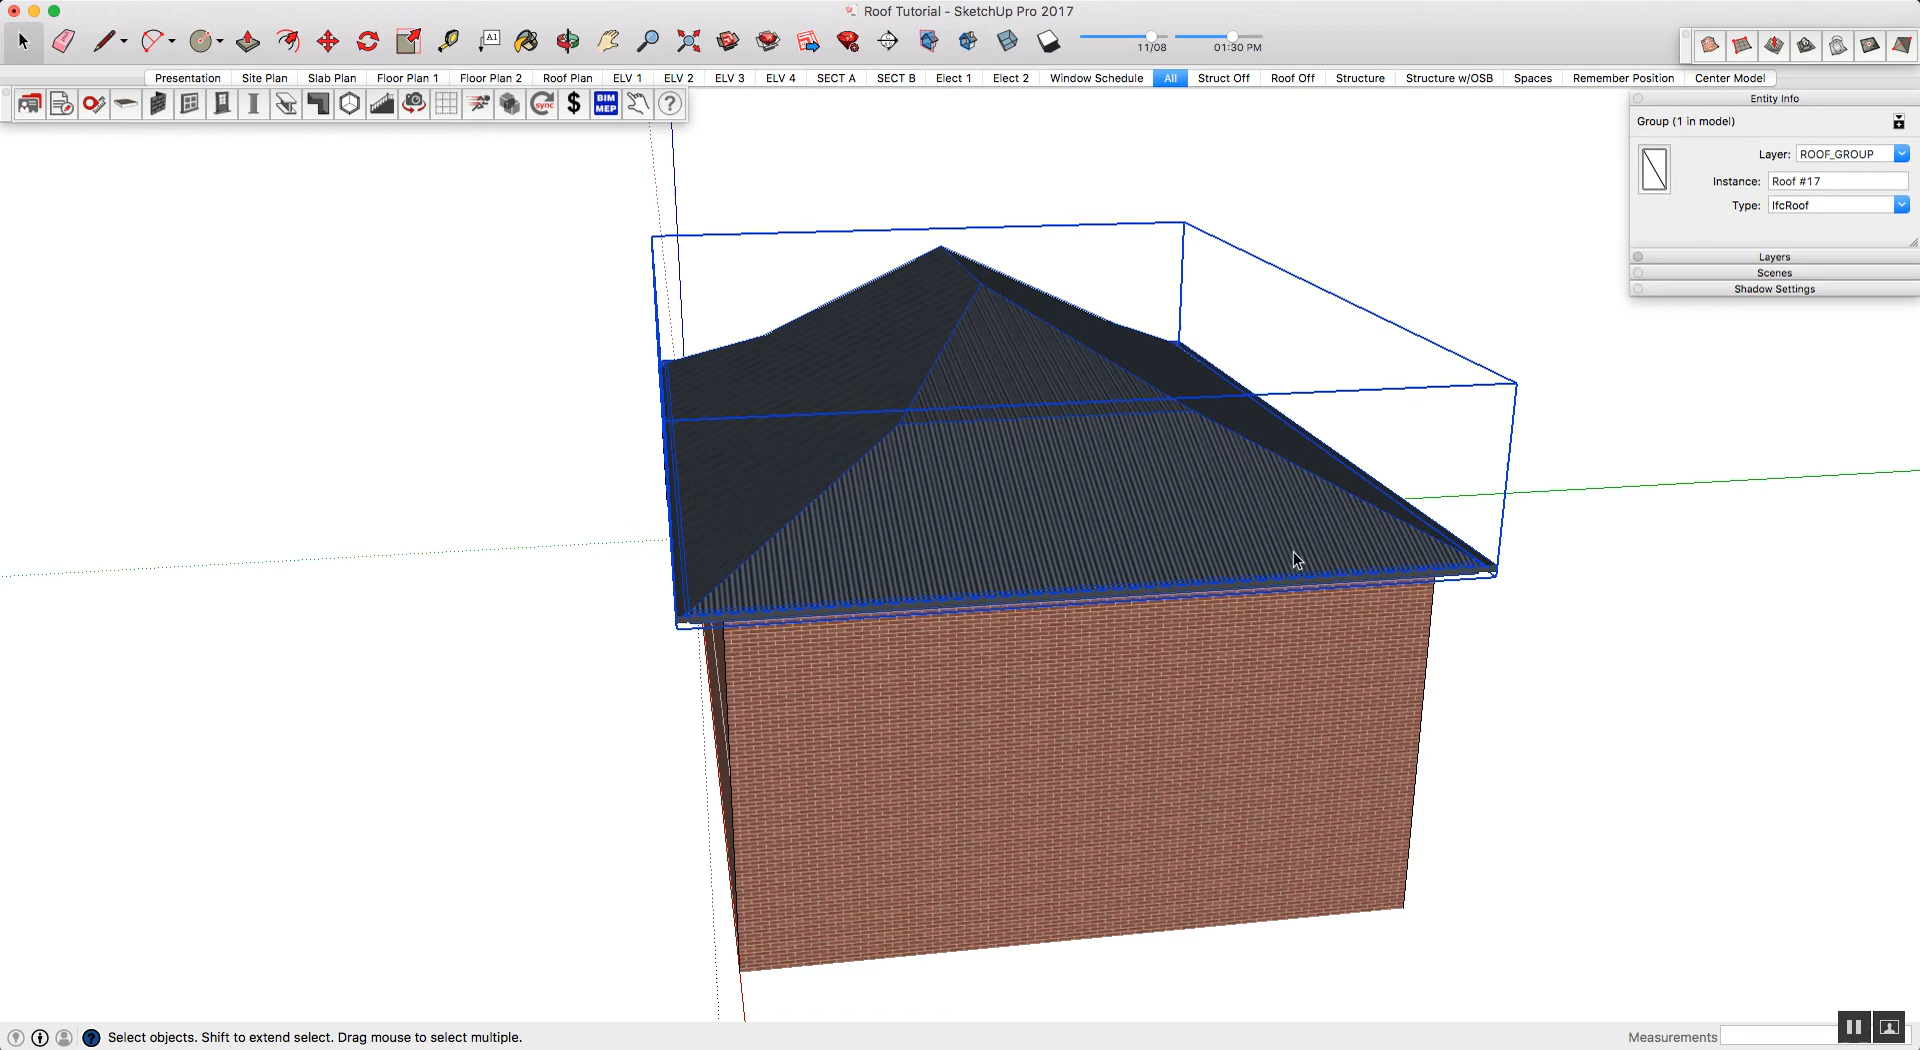 Roof Tutorial - SketchUp Pro 2017
A1
11/08
01:30 PM
Presentation Site Plan Slab Plan Floor Plan 1 Floor Plan 2 Roof Plan ELV 1 ELV 2 ELV 3 ELV 4 SECT A SECT B Elect 1 Elect 2 Window Schedule All Struct Off Roof Off Structure Structure w/OSB Spaces Remember Position Center Model
sync $ BIM MEP ?
Entity Info
Group (1 in model)
Layer: ROOF_GROUP
Instance: Roof #17
Type: IfcRoof
Layers
Scenes
Shadow Settings
Select objects. Shift to extend select. Drag mouse to select multiple.
Measurements